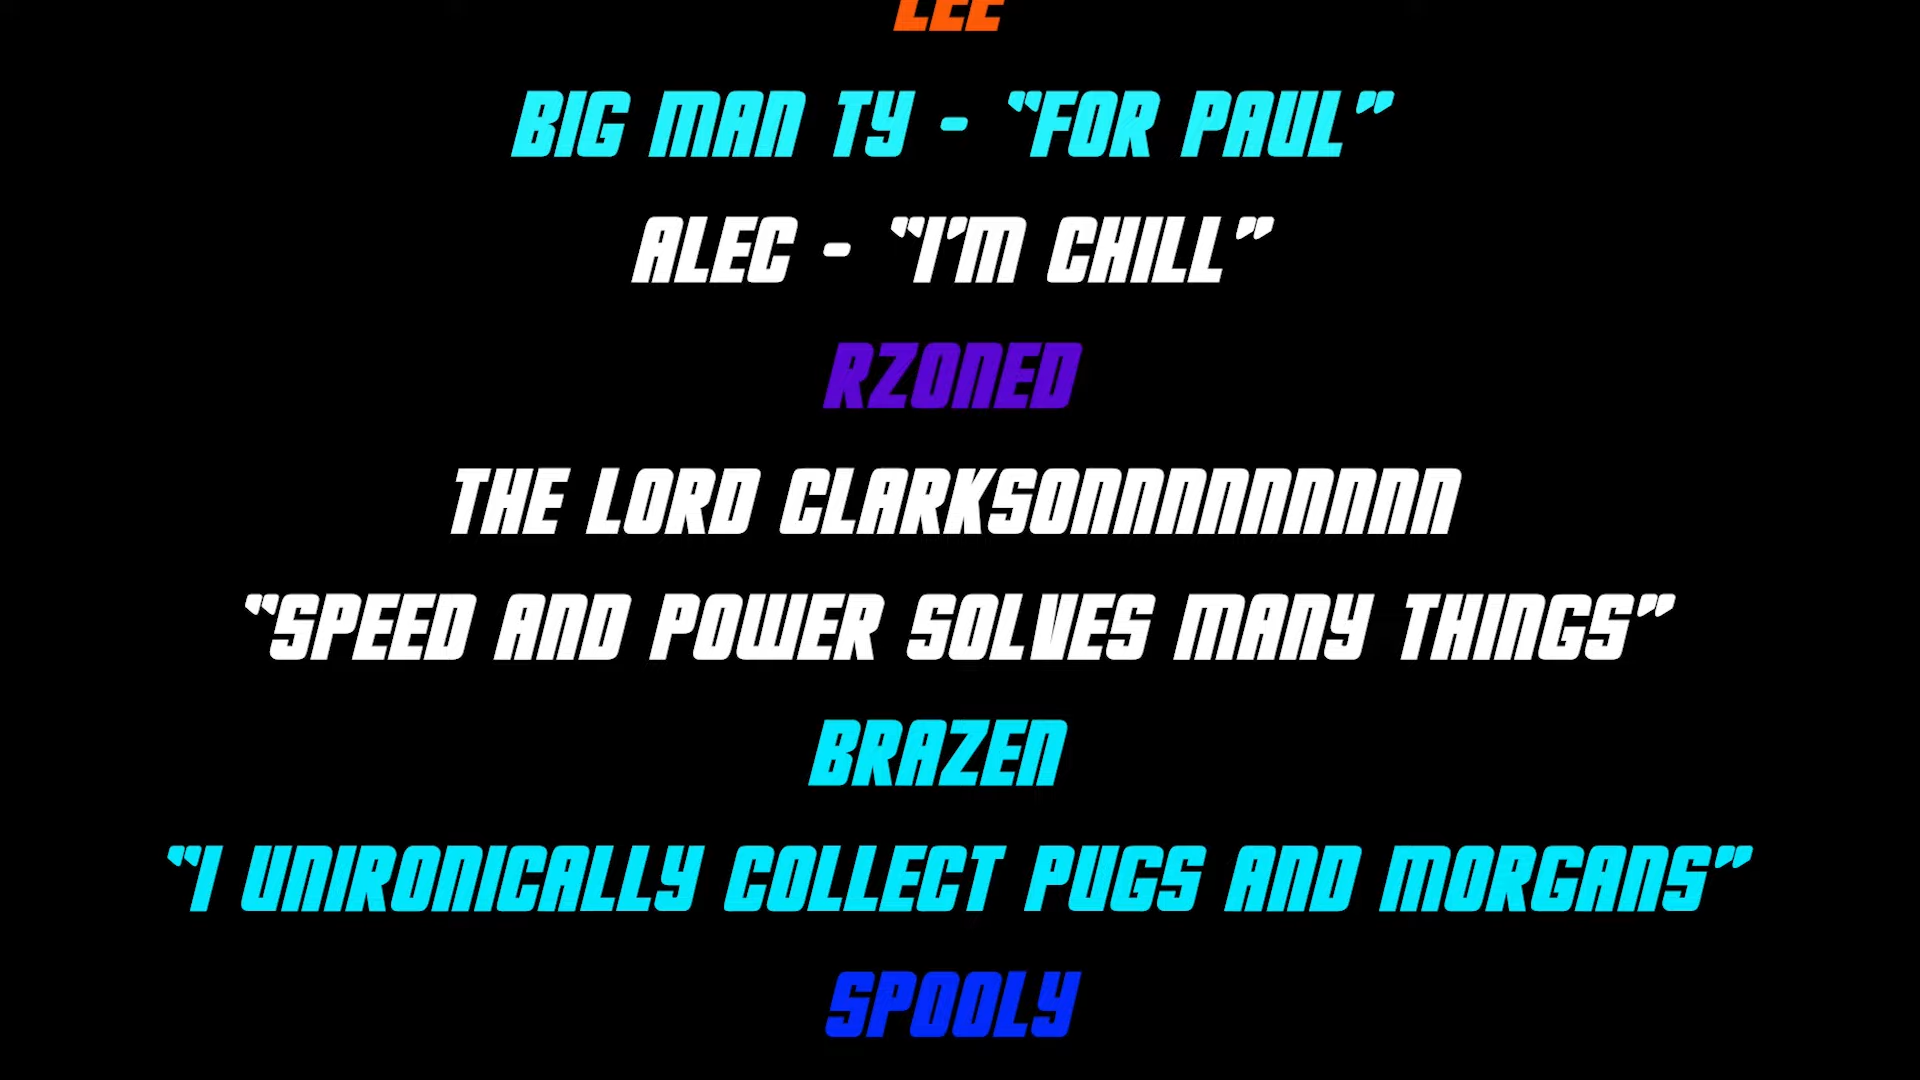 LEE
BIG MAN TY - “FOR PAUL”
ALEC - “I’M CHILL”
RZONED
THE LORD CLARKSONNNNNNNNN
“SPEED AND POWER SOLVES MANY THINGS”
BRAZEN
“I UNIRONICALLY COLLECT PUGS AND MORGANS”
SPOOLY